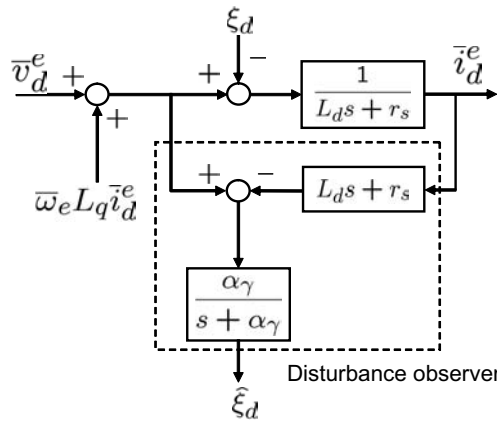 ξ_d
v̄_d^e + + − ī_d^e
+
1 / (L_d s + r_s)
ω̄_e L_q ī_d^e
+ − L_d s + r_s
α_γ / (s + α_γ)
Disturbance observer
ξ̂_d